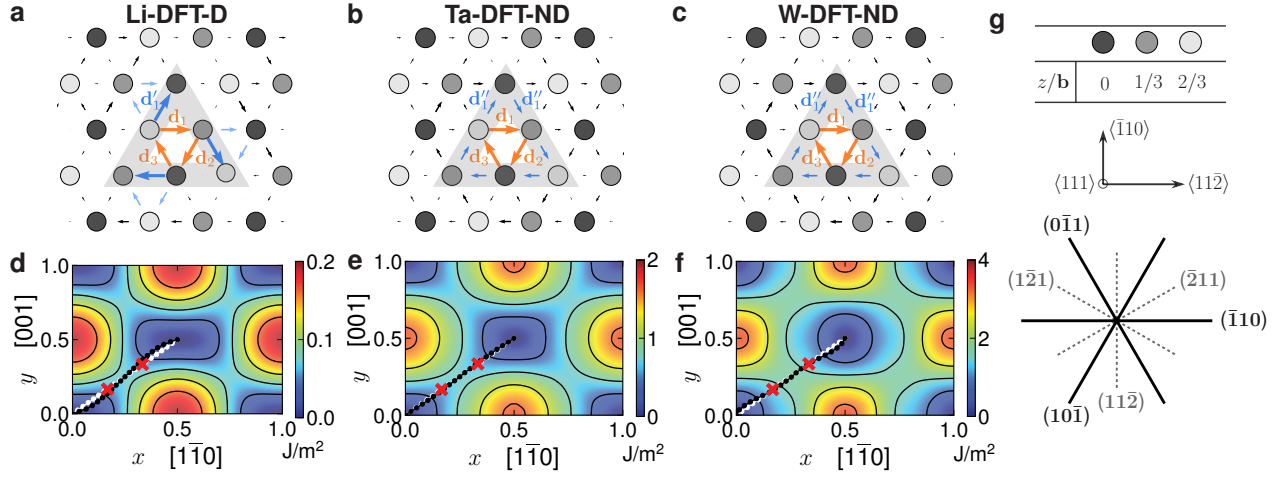 a Li-DFT-D
b Ta-DFT-ND
c W-DFT-ND
g
d′₁
d₁
d₂
d₃
d″₁ d″₁
d₁
d₂
d₃
d″₁ d″₁
d₁
d₂
d₃
z/b 0 1/3 2/3
⟨1̄10⟩
⟨111⟩
⟨112̄⟩
(01̄1)
(12̄1)
(2̄11)
(1̄10)
(101̄)
(112̄)
d
1.0
0.5
0.0
y [001]
0.0 0.5 1.0
x [11̄0]
0.2
0.1
0.0
J/m²
e
1.0
0.5
0.0
y [001]
0.0 0.5 1.0
x [11̄0]
2
1
0
J/m²
f
1.0
0.5
0.0
y [001]
0.0 0.5 1.0
x [11̄0]
4
2
0
J/m²